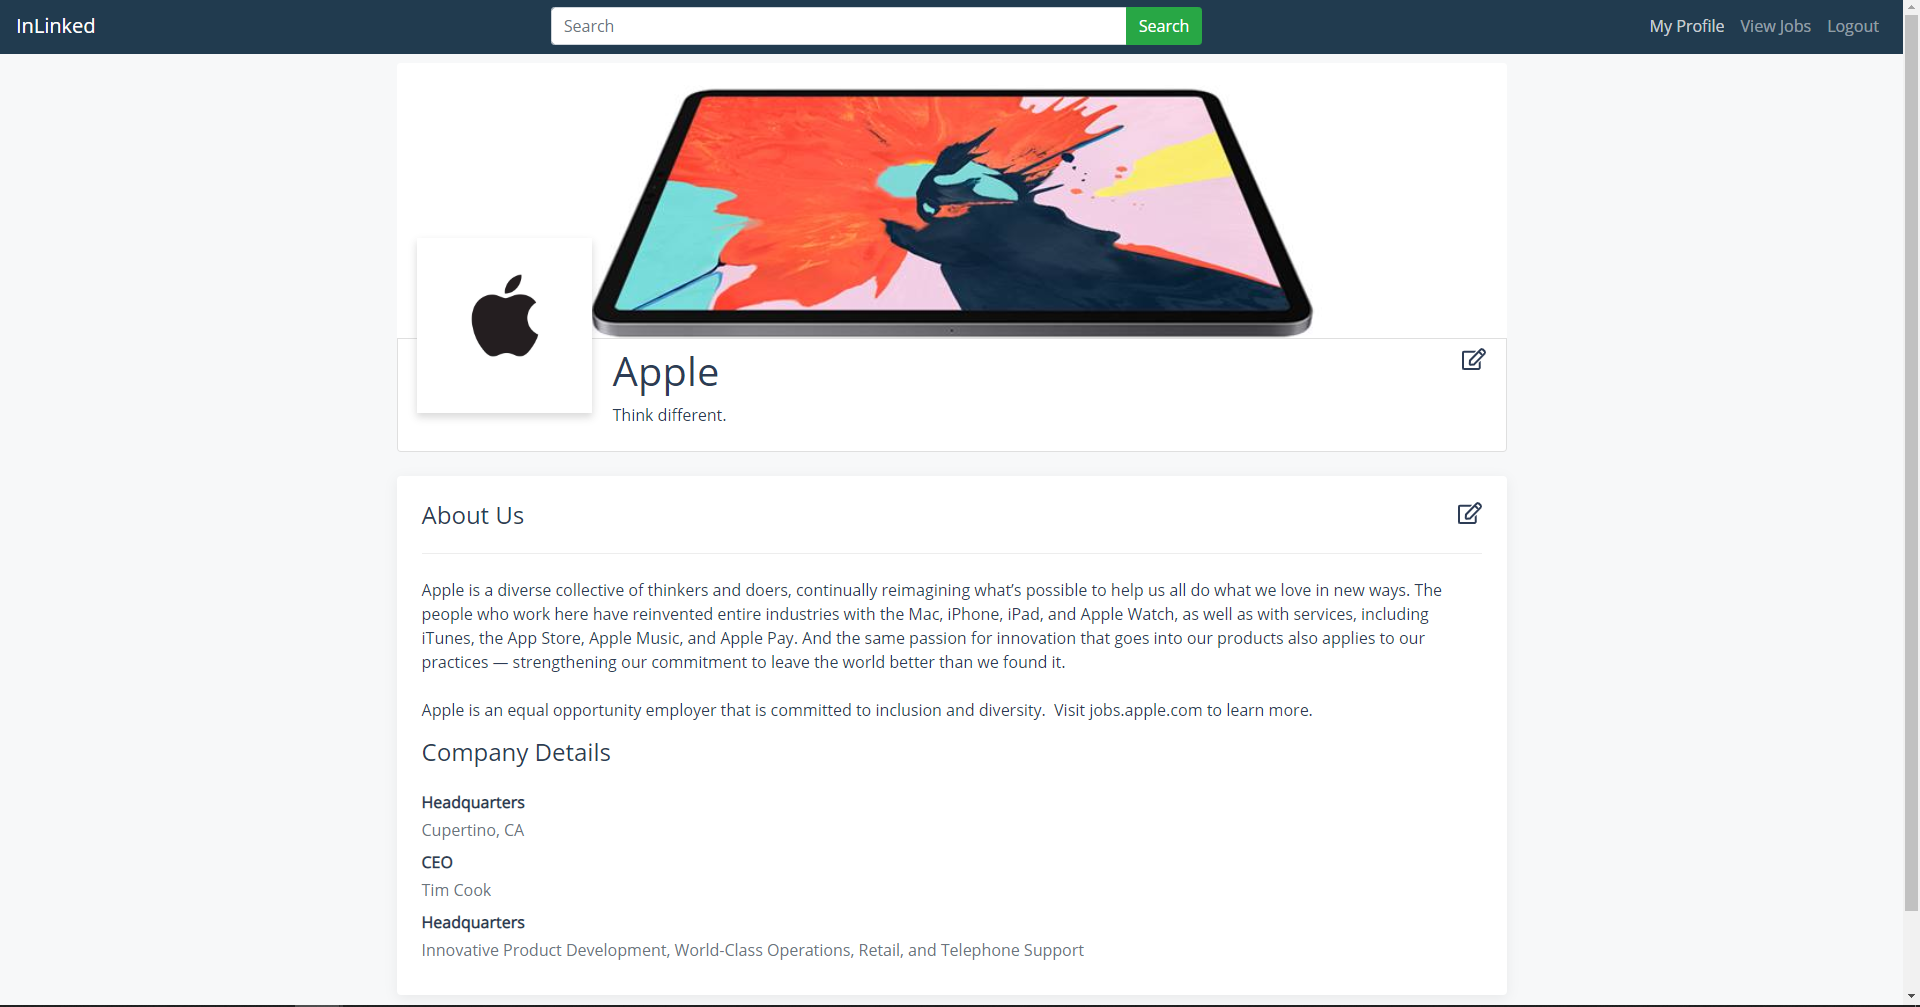 InLinked
Search
Search
My Profile
View Jobs
Logout
Apple
Think different.
About Us
Apple is a diverse collective of thinkers and doers, continually reimagining what’s possible to help us all do what we love in new ways. The
people who work here have reinvented entire industries with the Mac, iPhone, iPad, and Apple Watch, as well as with services, including
iTunes, the App Store, Apple Music, and Apple Pay. And the same passion for innovation that goes into our products also applies to our
practices — strengthening our commitment to leave the world better than we found it.
Apple is an equal opportunity employer that is committed to inclusion and diversity.  Visit jobs.apple.com to learn more.
Company Details
Headquarters
Cupertino, CA
CEO
Tim Cook
Headquarters
Innovative Product Development, World-Class Operations, Retail, and Telephone Support